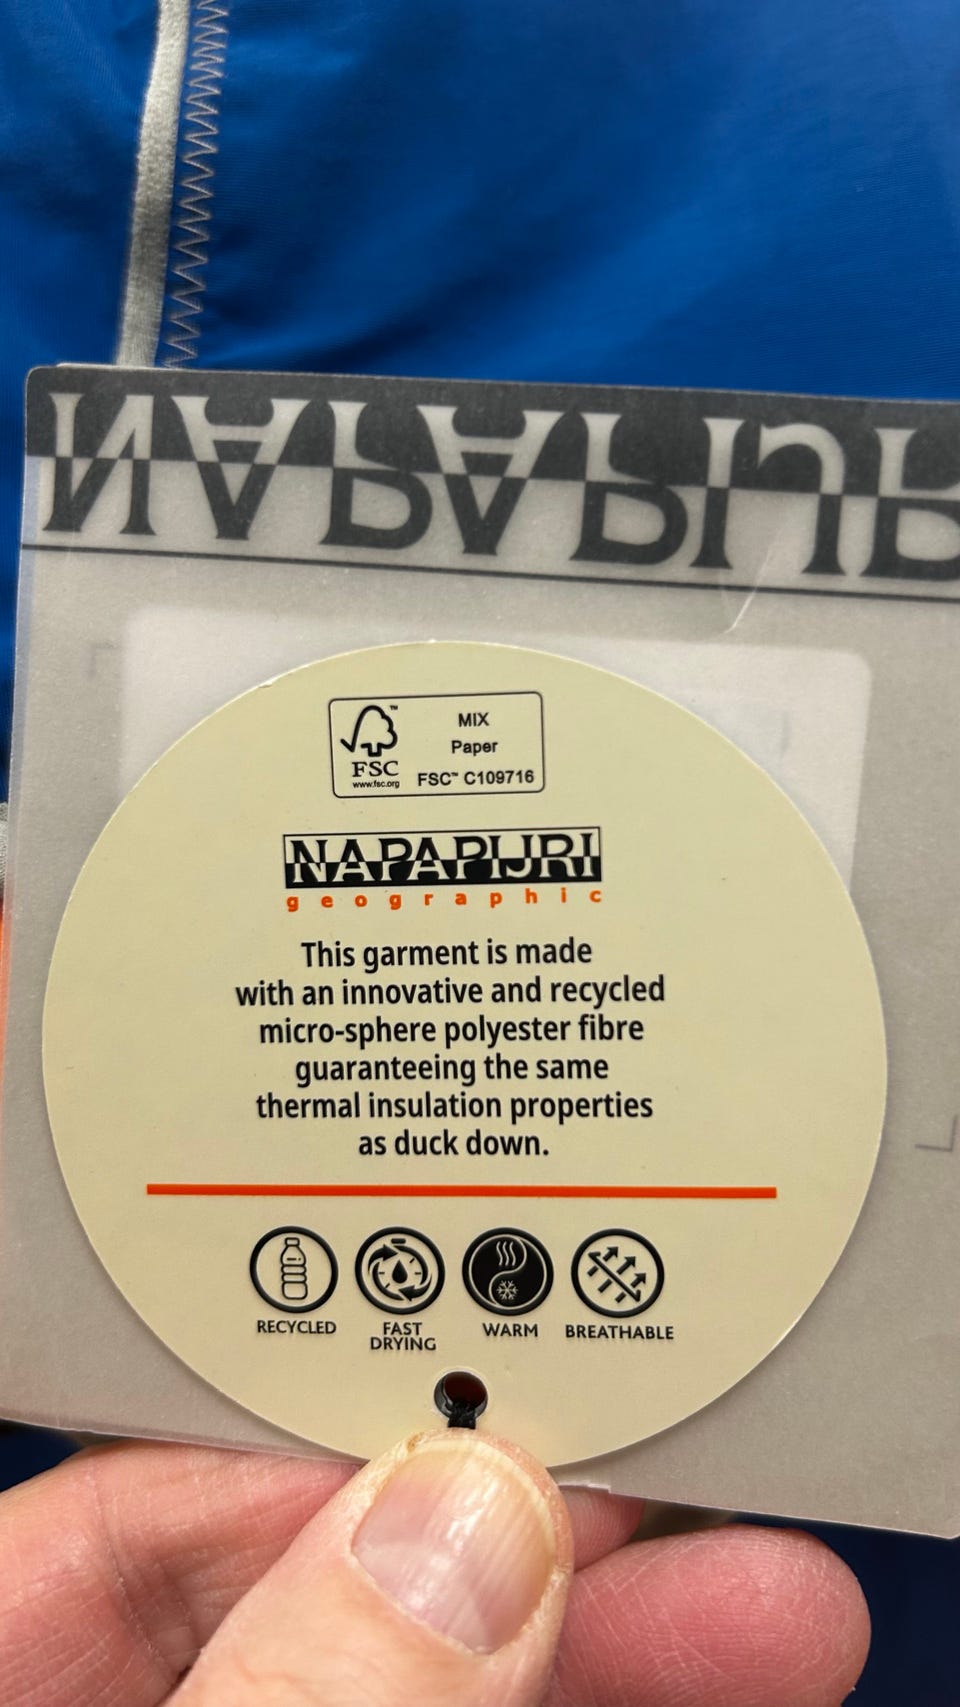 NAPAPIJR
FSC
www.fsc.org
MIX
Paper
FSC™ C109716
NAPAPIJRI
geographic
This garment is made
with an innovative and recycled
micro-sphere polyester fibre
guaranteeing the same
thermal insulation properties
as duck down.
RECYCLED
FAST
DRYING
WARM
BREATHABLE